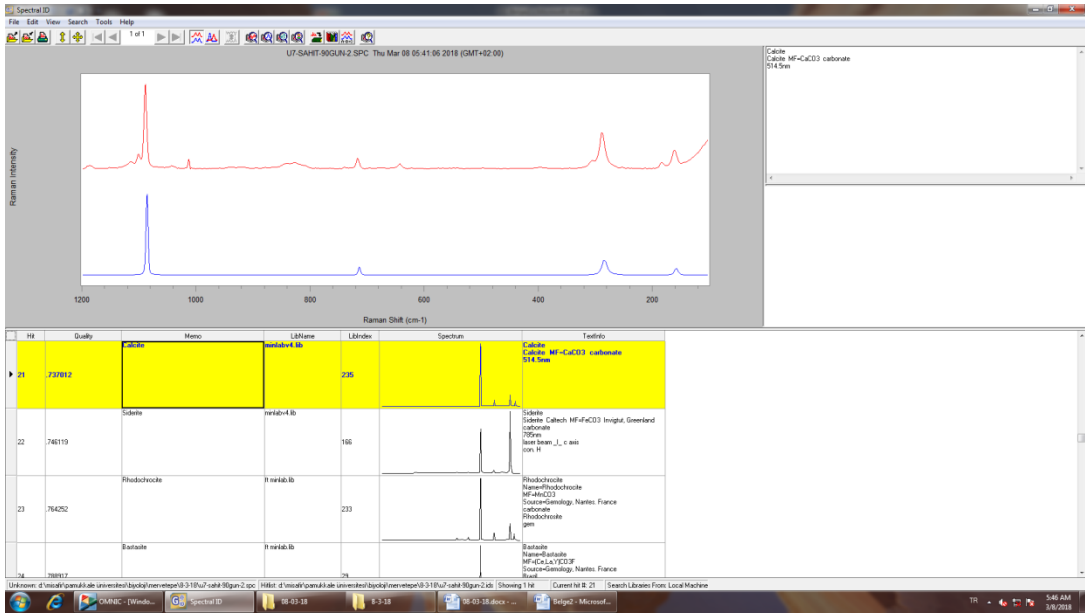 Spectral ID
File Edit View Search Tools Help
1 of 1
U7-SAHIT-90GUN-2.SPC Thu Mar 08 05:41:06 2018 (GMT+02:00)
Raman Intensity
1200 1000 800 600 400 200
Raman Shift (cm-1)
Calcite
Calcite MF=CaCO3 carbonate
514.5nm
Hit Quality Memo LibName LibIndex Spectrum TextInfo
21 .737012 Calcite minlabv4.lib 235
Calcite
Calcite MF=CaCO3 carbonate
514.5nm
22 .746119 Siderite minlabv4.lib 166
Siderite
Siderite Caltech MF=FeCO3 Invigtut, Greenland
carbonate
785nm
laser beam _|_ c axis
con. H
23 .764252 Rhodochrocite ft minlab.lib 233
Rhodochrocite
Name=Rhodochrocite
MF=MnCO3
Source=Gemology, Nantes. France
carbonate
Rhodochrosite
gem
24 .788917 Bastasite ft minlab.lib 29
Bastasite
Name=Bastasite
MF=(Ce,La,Y)CO3F
Source=Gemology, Nantes. France
Brazil
Unknown: d:\misafir\pamukkale üniversitesi\biyoloji\mervetepe\8-3-18\u7-sahit-90gun-2.spc Hitlist: d:\misafir\pamukkale üniversitesi\biyoloji\mervetepe\8-3-18\u7-sahit-90gun-2.idx Showing 1 hit Current hit #: 21 Search Libraries From: Local Machine
OMNIC - [Windo... Spectral ID 08-03-18 8-3-18 08-03-18.docx - ... Belge2 - Microsof... TR 5:46 AM
3/8/2018